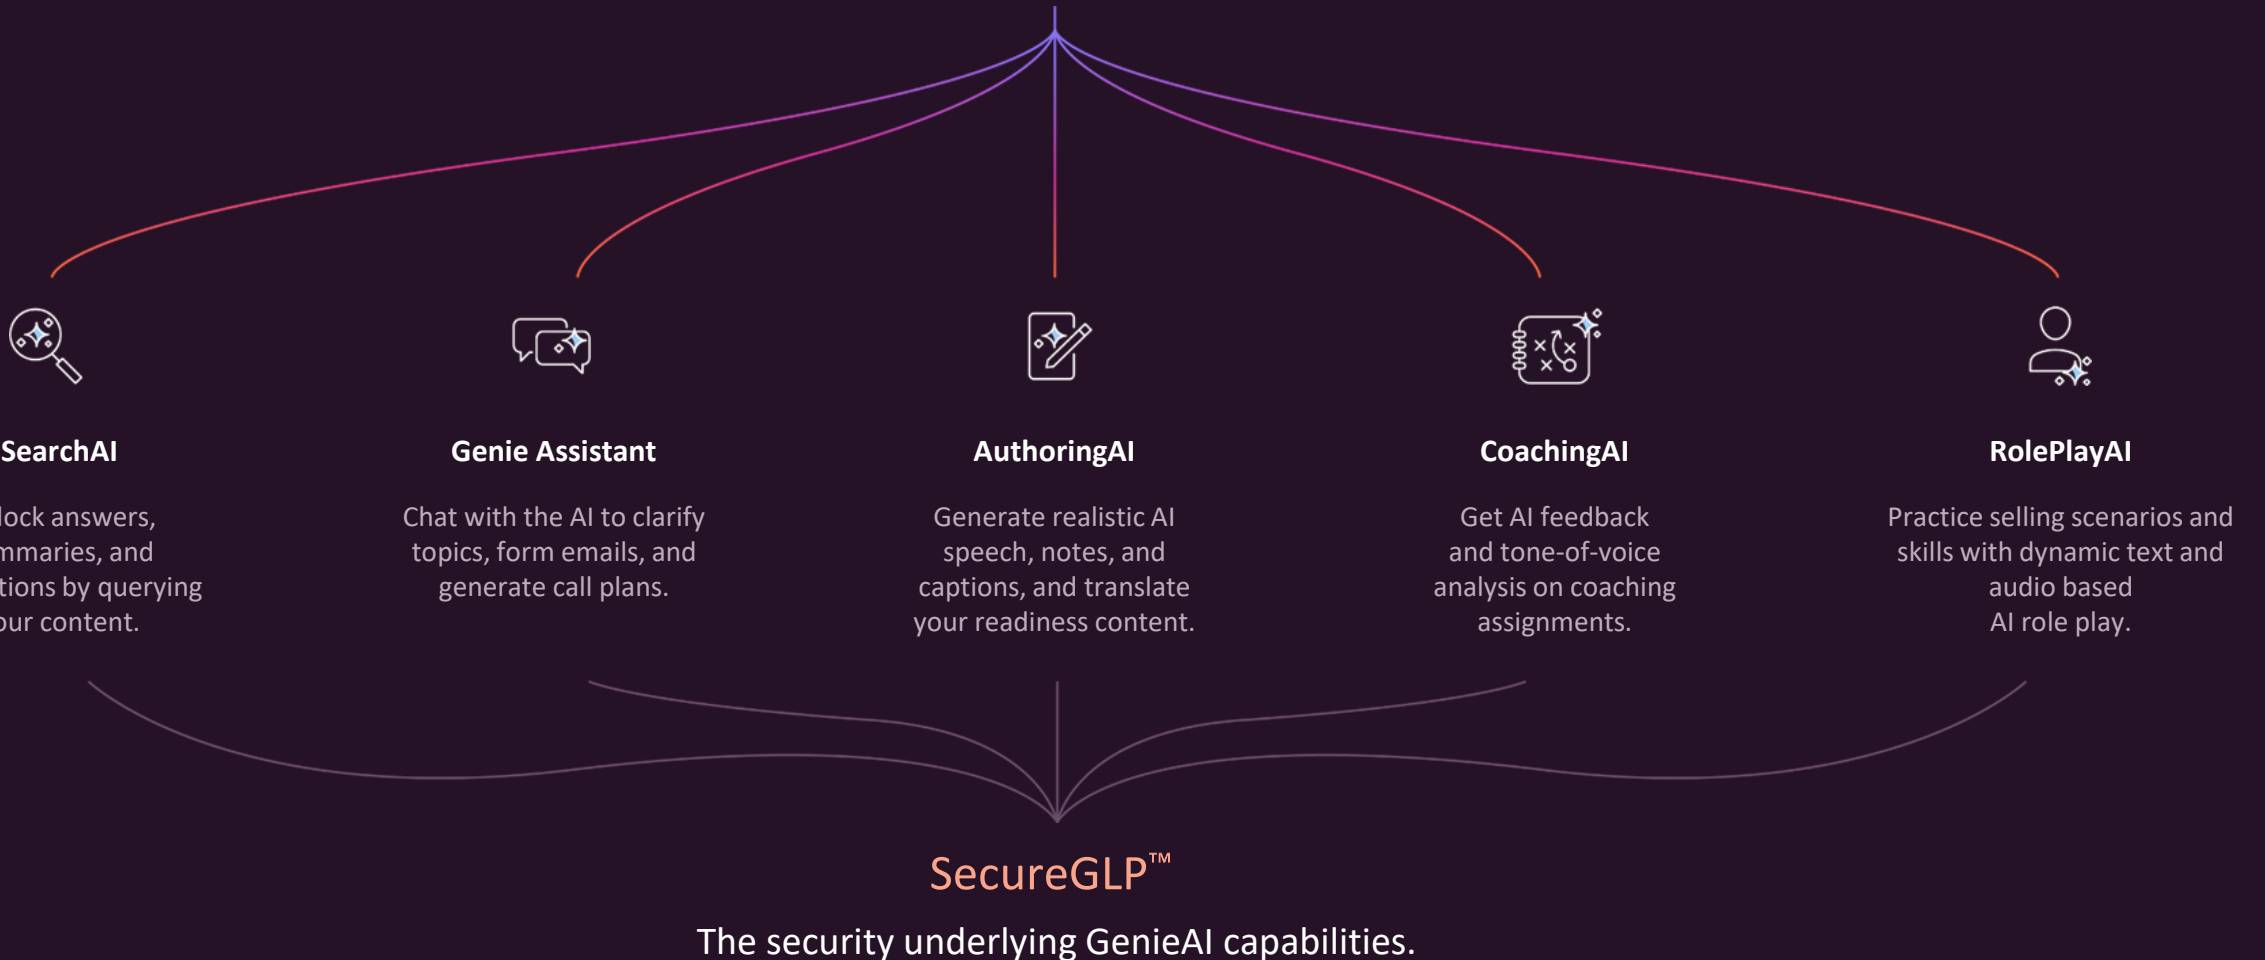 SearchAI
lock answers,
mmaries, and
tions by querying
our content.
Genie Assistant
Chat with the AI to clarify
topics, form emails, and
generate call plans.
AuthoringAI
Generate realistic AI
speech, notes, and
captions, and translate
your readiness content.
CoachingAI
Get AI feedback
and tone-of-voice
analysis on coaching
assignments.
RolePlayAI
Practice selling scenarios and
skills with dynamic text and
audio based
AI role play.
SecureGLP™
The security underlying GenieAI capabilities.